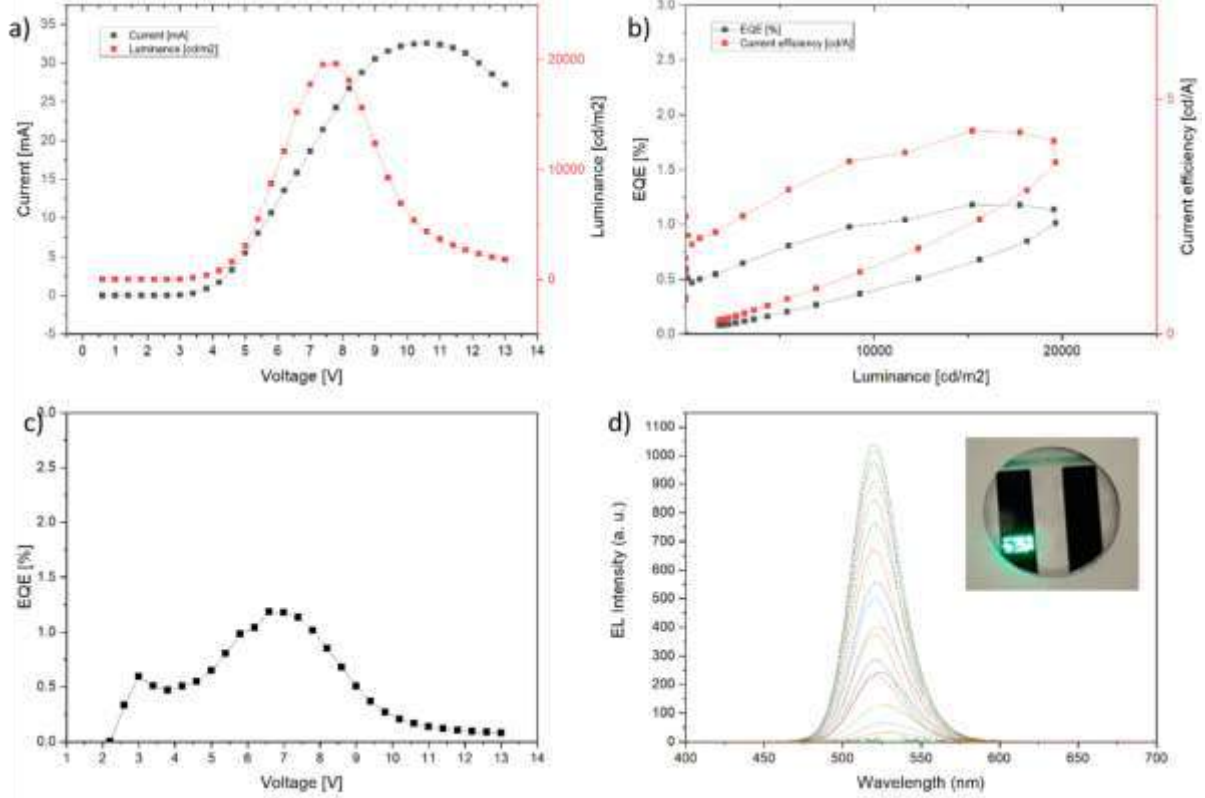 a)
Current [mA]
Luminance [cd/m2]
35
30
25
20
15
10
5
0
-5
Current [mA]
20000
10000
0
Luminance [cd/m2]
0 1 2 3 4 5 6 7 8 9 10 11 12 13 14
Voltage [V]
b)
EQE [%]
Current efficiency [cd/A]
3.0
2.5
2.0
1.5
1.0
0.5
0.0
EQE [%]
0
Current efficiency [cd/A]
10000 20000
Luminance [cd/m2]
c)
3.0
2.5
2.0
1.5
1.0
0.5
0.0
EQE [%]
1 2 3 4 5 6 7 8 9 10 11 12 13 14
Voltage [V]
d)
1100
1000
900
800
700
600
500
400
300
200
100
0
EL intensity (a. u.)
400 450 500 550 600 650 700
Wavelength (nm)